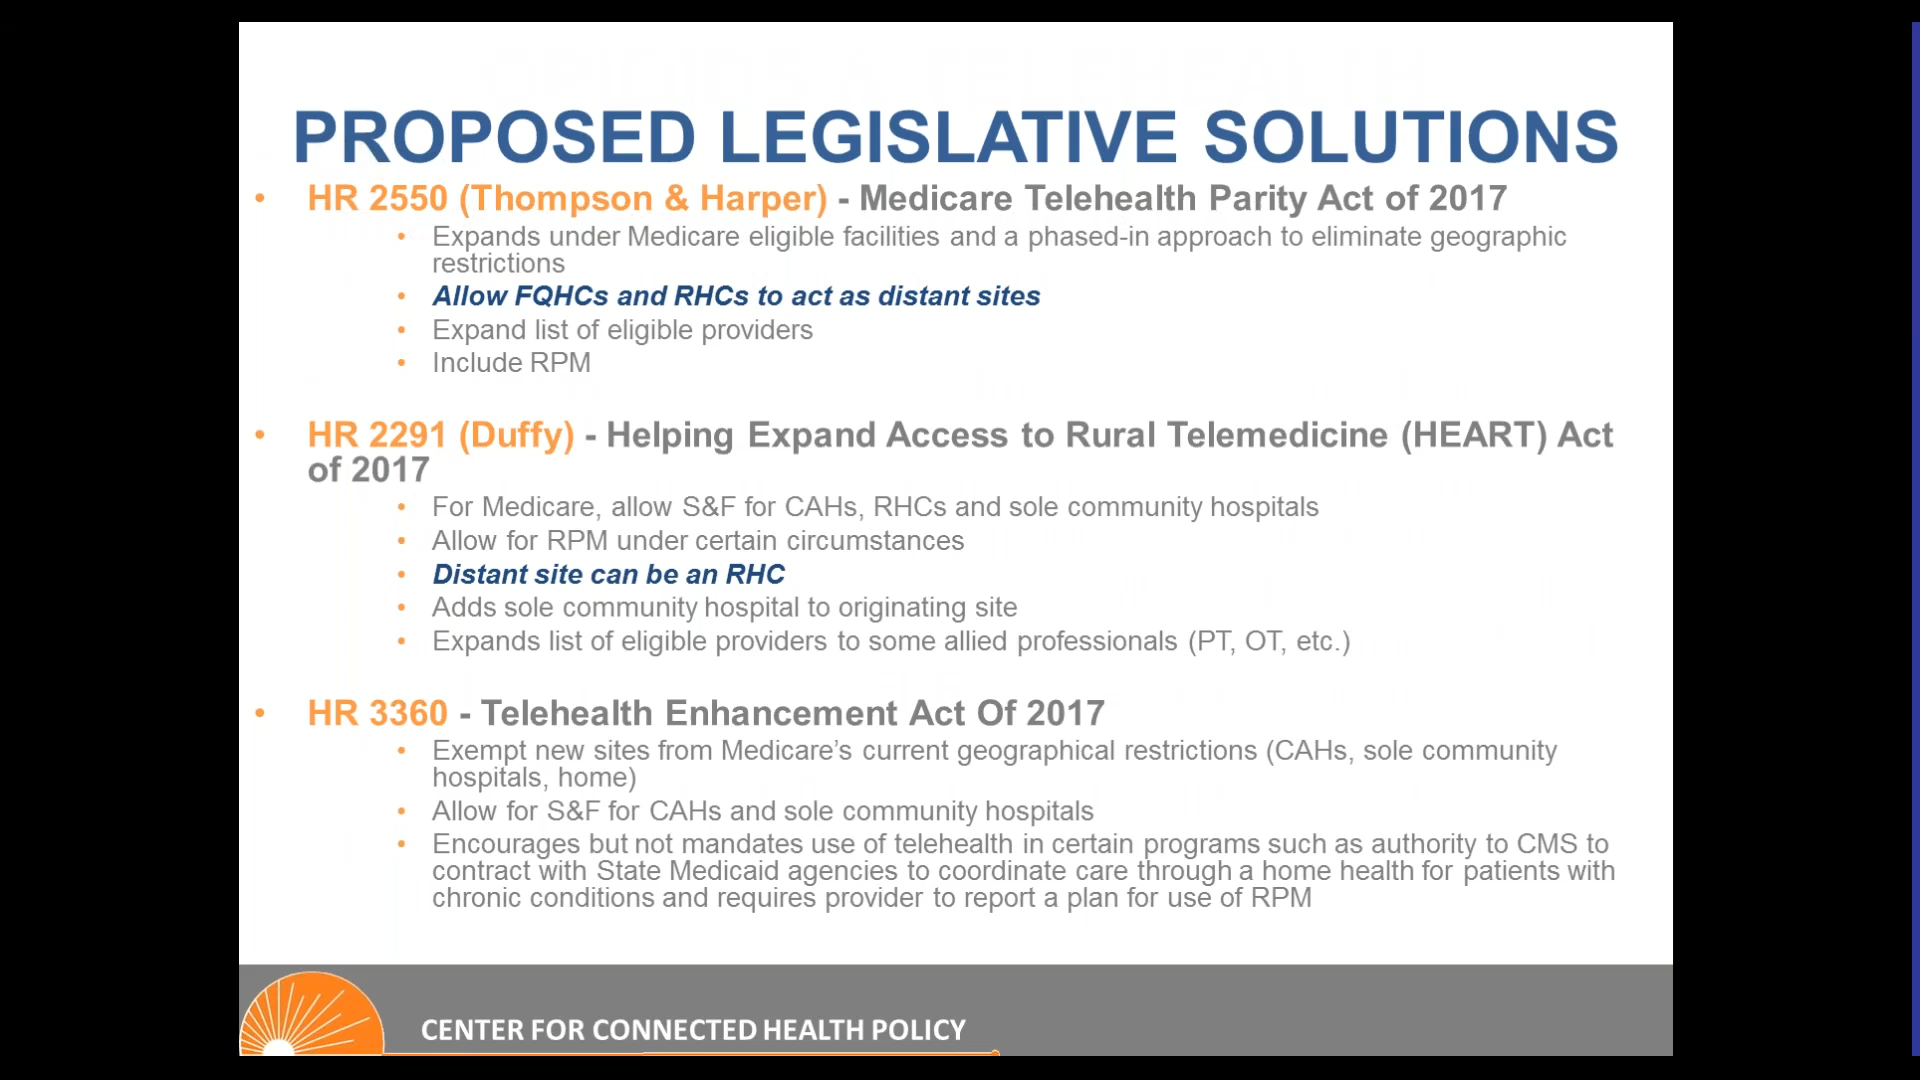 PROPOSED LEGISLATIVE SOLUTIONS
• HR 2550 (Thompson & Harper) - Medicare Telehealth Parity Act of 2017
• Expands under Medicare eligible facilities and a phased-in approach to eliminate geographic
restrictions
• Allow FQHCs and RHCs to act as distant sites
• Expand list of eligible providers
• Include RPM
• HR 2291 (Duffy) - Helping Expand Access to Rural Telemedicine (HEART) Act
of 2017
• For Medicare, allow S&F for CAHs, RHCs and sole community hospitals
• Allow for RPM under certain circumstances
• Distant site can be an RHC
• Adds sole community hospital to originating site
• Expands list of eligible providers to some allied professionals (PT, OT, etc.)
• HR 3360 - Telehealth Enhancement Act Of 2017
• Exempt new sites from Medicare’s current geographical restrictions (CAHs, sole community
hospitals, home)
• Allow for S&F for CAHs and sole community hospitals
• Encourages but not mandates use of telehealth in certain programs such as authority to CMS to
contract with State Medicaid agencies to coordinate care through a home health for patients with
chronic conditions and requires provider to report a plan for use of RPM
CENTER FOR CONNECTED HEALTH POLICY